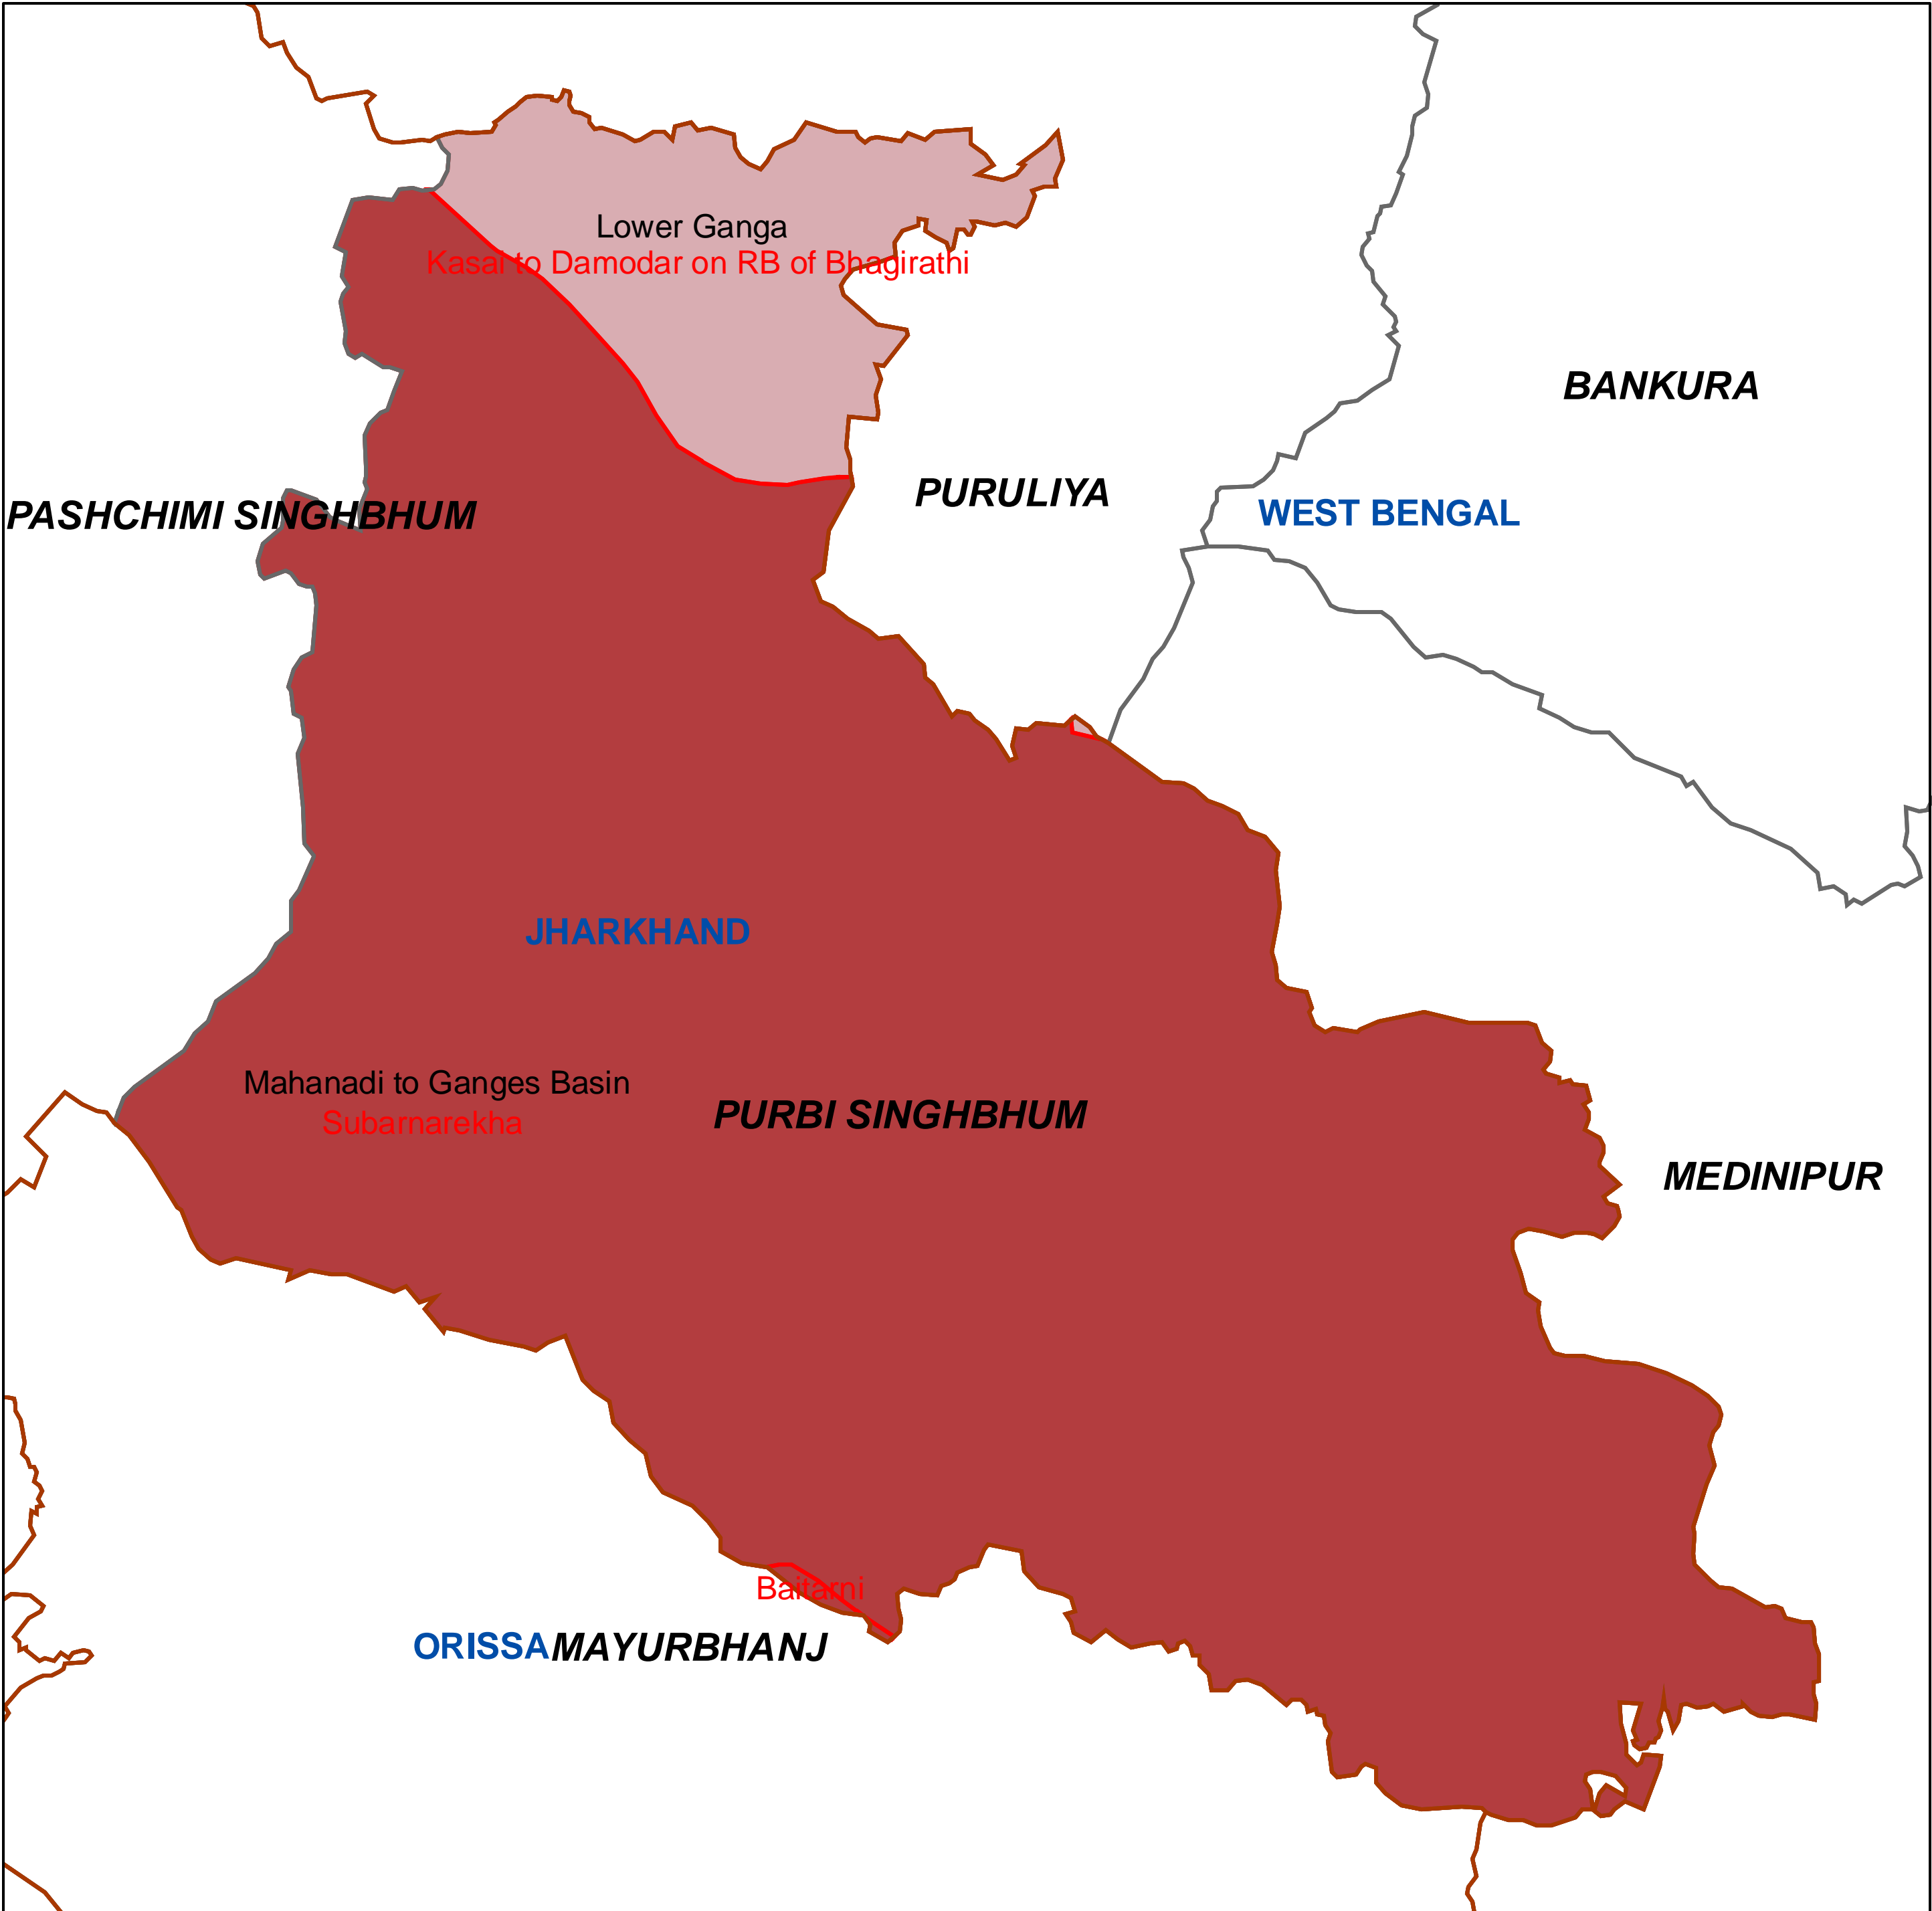 Lower Ganga
Kasai to Damodar on RB of Bhagirathi
BANKURA
PURULIYA
WEST BENGAL
PASHCHIMI SINGHBHUM
JHARKHAND
Mahanadi to Ganges Basin
Subarnarekha
PURBI SINGHBHUM
MEDINIPUR
Baitarni
ORISSA MAYURBHANJ